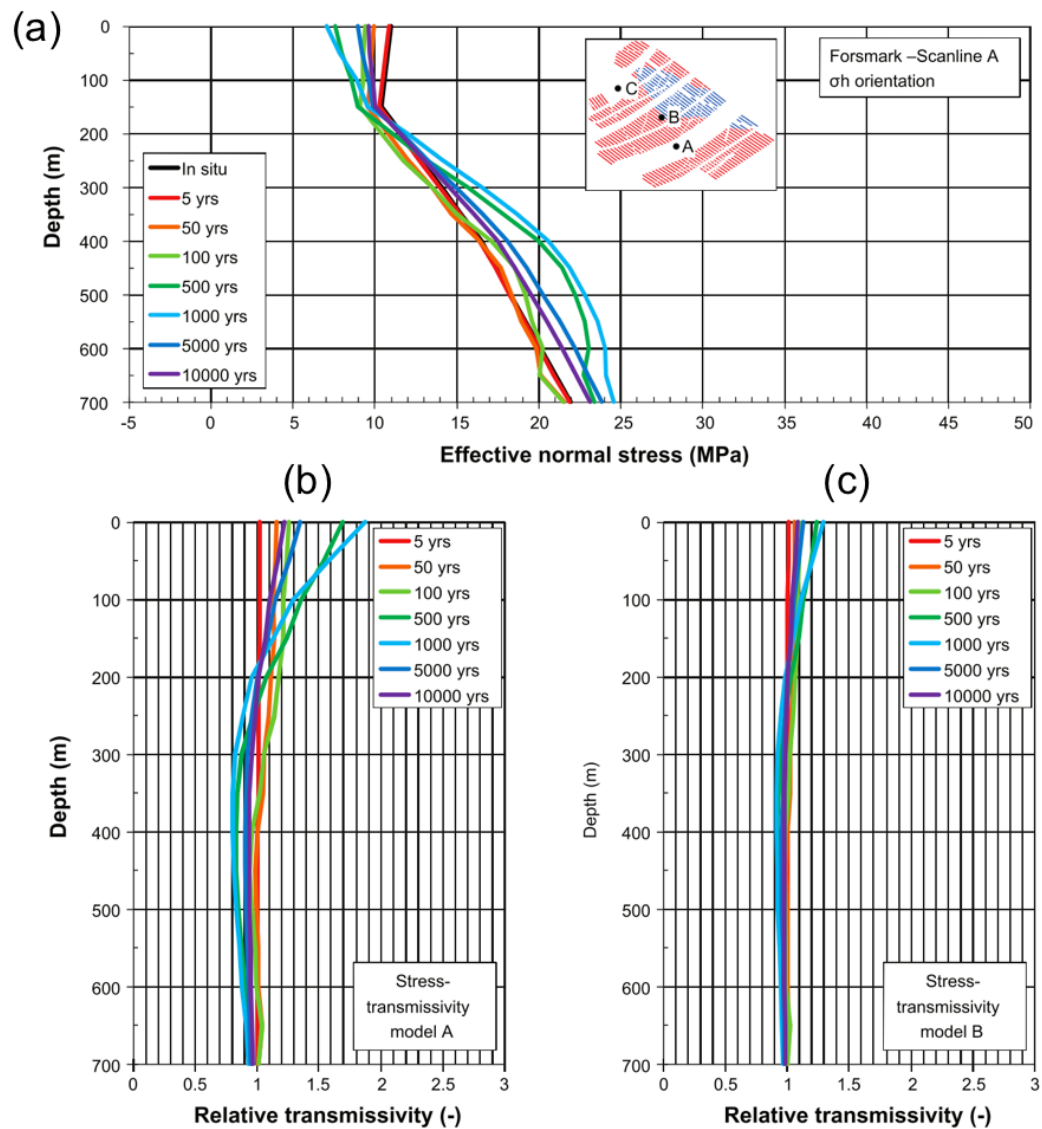 (a)
0 100 200 300 400 500 600 700
Depth (m)
In situ
5 yrs
50 yrs
100 yrs
500 yrs
1000 yrs
5000 yrs
10000 yrs
C
B
A
Forsmark –Scanline A
σh orientation
-5 0 5 10 15 20 25 30 35 40 45 50
Effective normal stress (MPa)
(b)
0 100 200 300 400 500 600 700
Depth (m)
5 yrs
50 yrs
100 yrs
500 yrs
1000 yrs
5000 yrs
10000 yrs
Stress-
transmissivity
model A
0 0.5 1 1.5 2 2.5 3
Relative transmissivity (-)
(c)
0 100 200 300 400 500 600 700
Depth (m)
5 yrs
50 yrs
100 yrs
500 yrs
1000 yrs
5000 yrs
10000 yrs
Stress-
transmissivity
model B
0 0.5 1 1.5 2 2.5 3
Relative transmissivity (-)